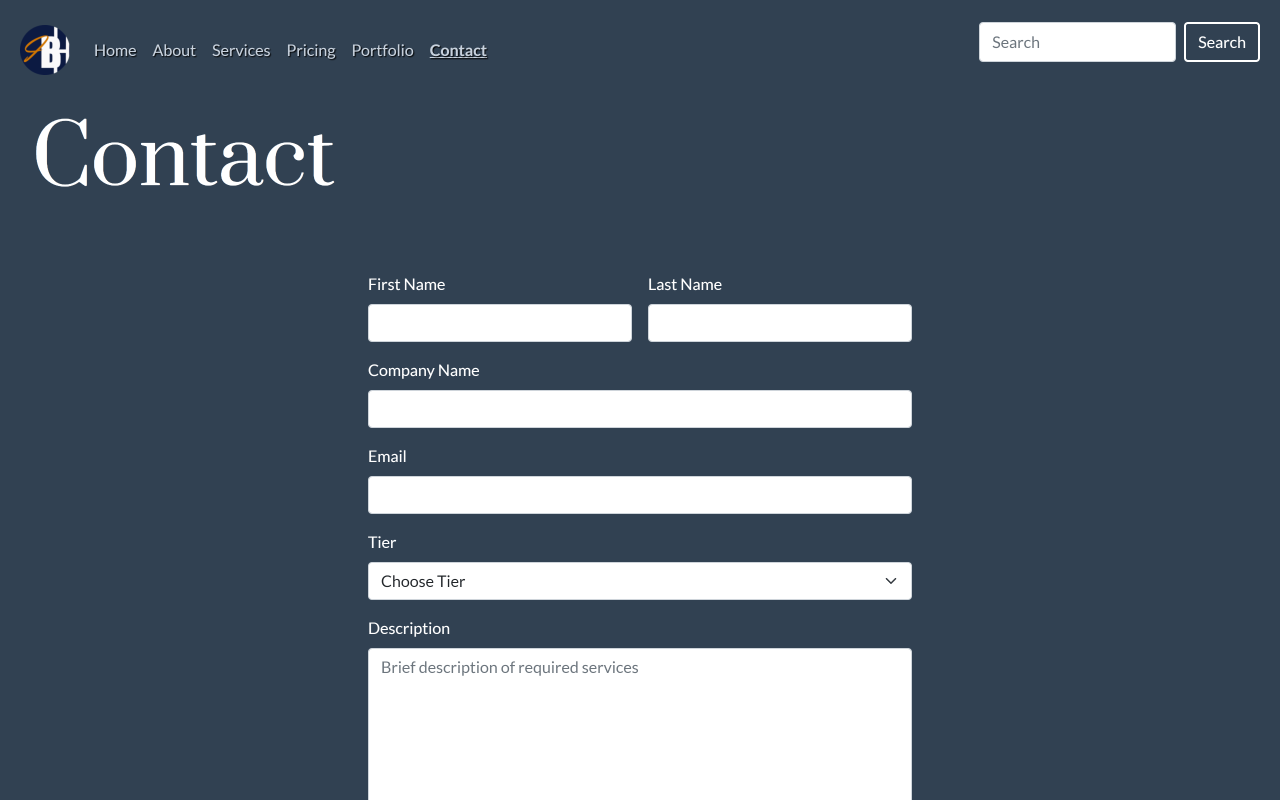 Home About Services Pricing Portfolio Contact Search Search
Contact
First Name Last Name
Company Name
Email
Tier
Choose Tier
Description
Brief description of required services